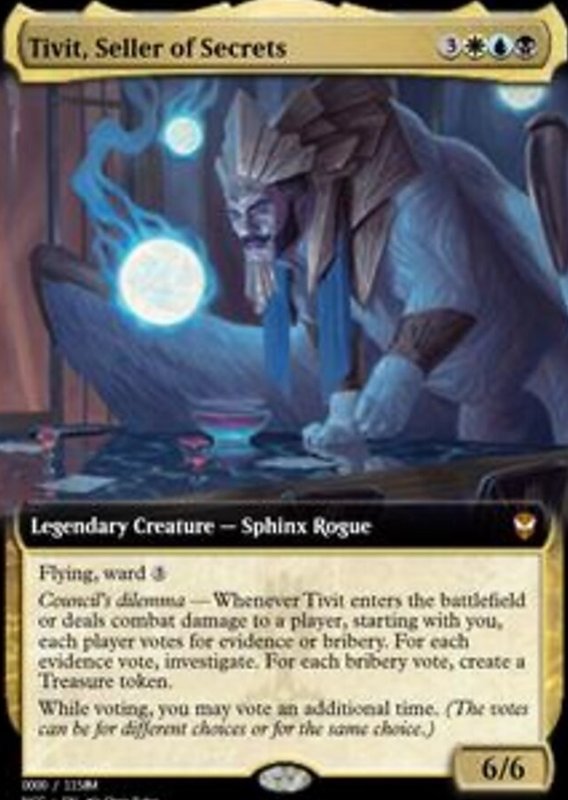 Tivit, Seller of Secrets 3
Legendary Creature — Sphinx Rogue
Flying, ward 3
Council's dilemma — Whenever Tivit enters the battlefield
or deals combat damage to a player, starting with you,
each player votes for evidence or bribery. For each
evidence vote, investigate. For each bribery vote, create a
Treasure token.
While voting, you may vote an additional time. (The votes
can be for different choices or for the same choice.)
6/6